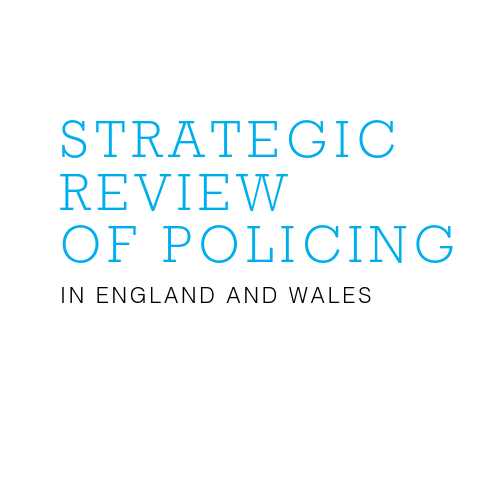 STRATEGIC
REVIEW
OF POLICING
IN ENGLAND AND WALES